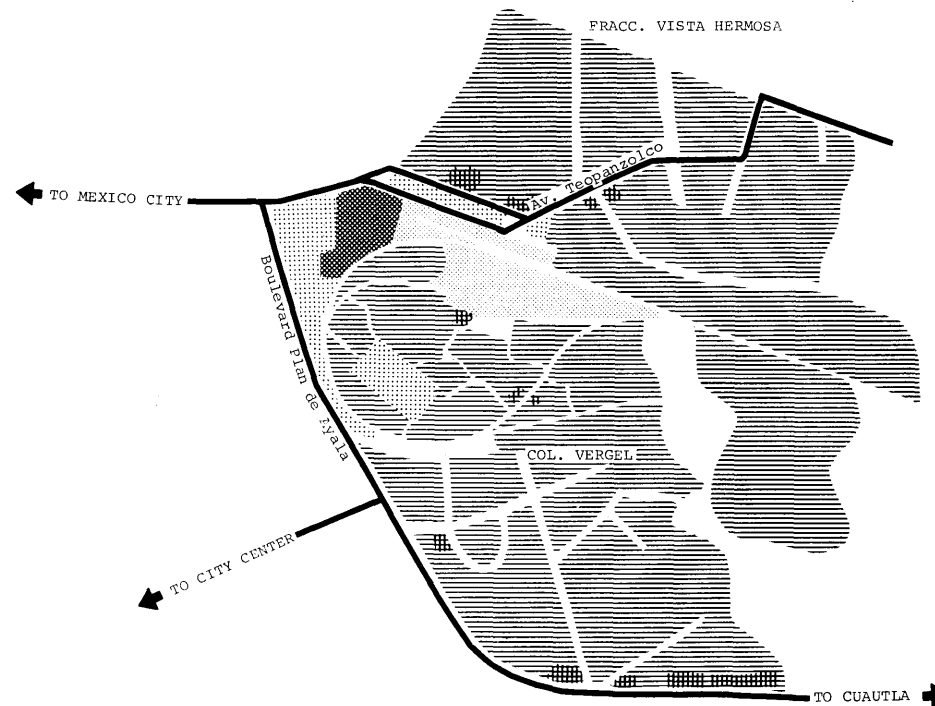 FRACC. VISTA HERMOSA
Av. Teopanzolco
TO MEXICO CITY
Boulevard Plan de Ayala
COL. VERGEL
TO CITY CENTER
TO CUAUTLA